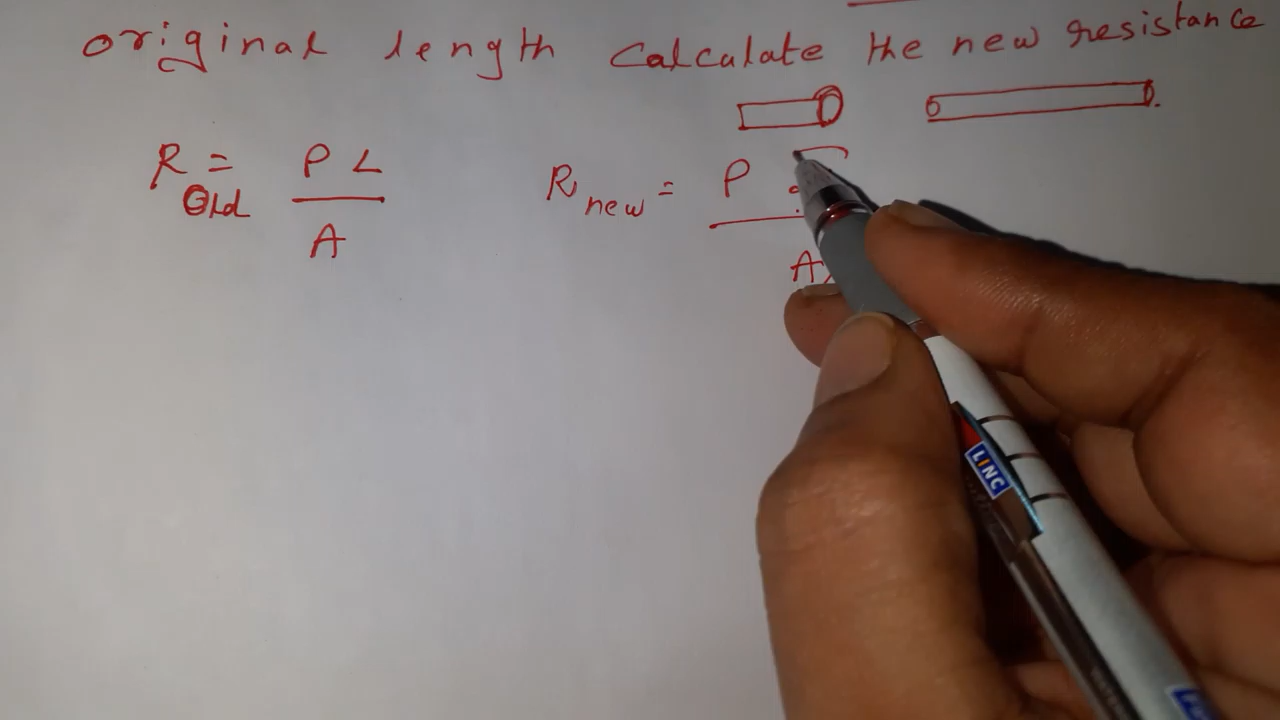 original length Calculate the new resistance
R Old = P L / A
R new = P
A
LINC